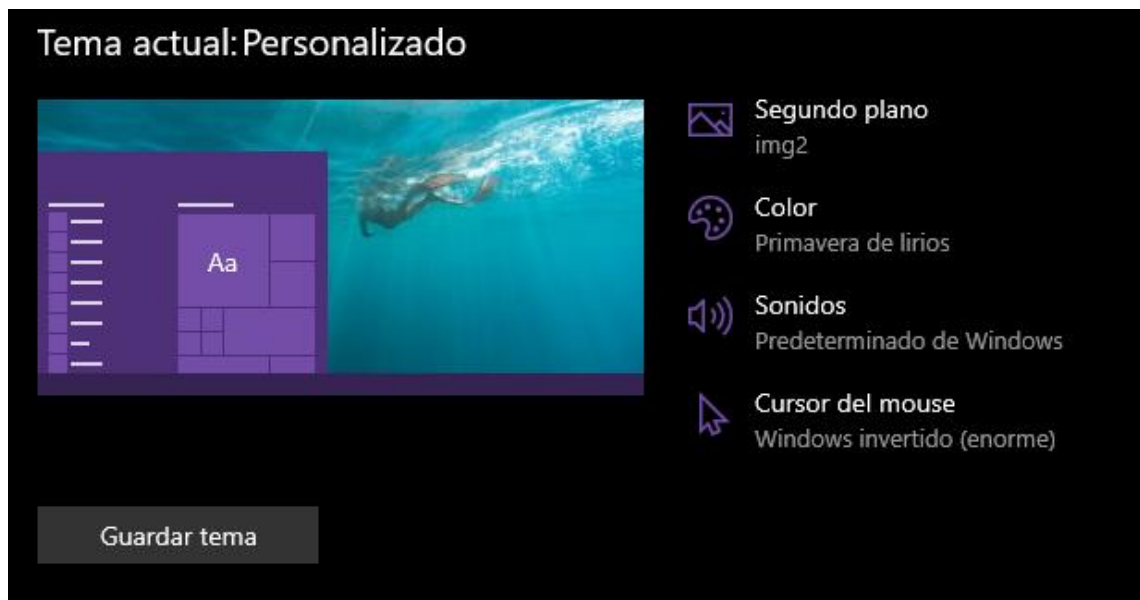 Tema actual: Personalizado
Aa
Segundo plano
img2
Color
Primavera de lirios
Sonidos
Predeterminado de Windows
Cursor del mouse
Windows invertido (enorme)
Guardar tema